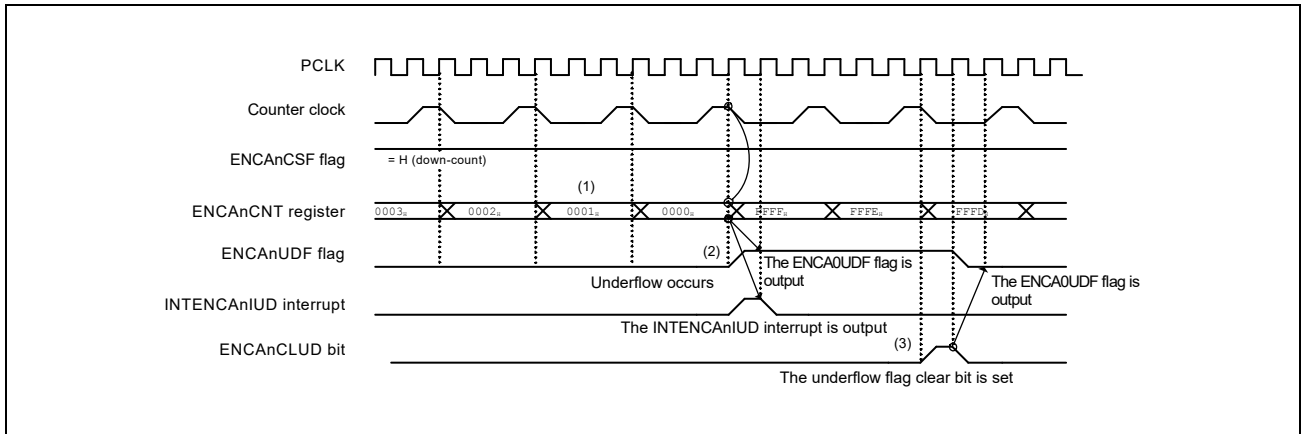 PCLK
Counter clock
ENCAnCSF flag
= H (down-count)
(1)
ENCAnCNT register
0003H 0002H 0001H 0000H FFFFH FFFEH FFFDH
ENCAnUDF flag
(2)
The ENCA0UDF flag is
output
Underflow occurs
The ENCA0UDF flag is
output
INTENCAnIUD interrupt
The INTENCAnIUD interrupt is output
ENCAnCLUD bit
(3)
The underflow flag clear bit is set